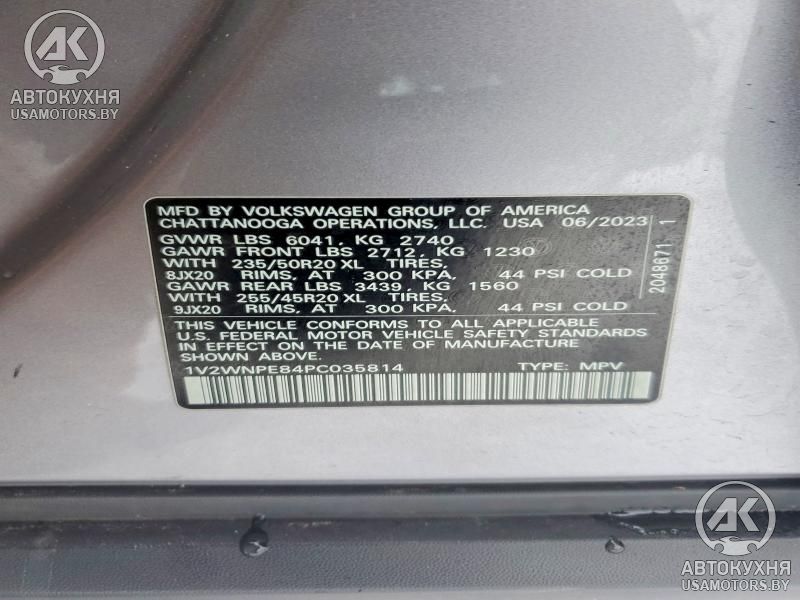 AK
АВТОКУХНЯ
USAMOTORS.BY
MFD BY VOLKSWAGEN GROUP OF AMERICA
CHATTANOOGA OPERATIONS, LLC. USA 06/2023
GVWR LBS 6041, KG 2740
GAWR FRONT LBS 2712, KG 1230
WITH 235/50R20 XL TIRES,
8JX20 RIMS, AT 300 KPA, 44 PSI COLD
GAWR REAR LBS 3439, KG 1560
WITH 255/45R20 XL TIRES,
9JX20 RIMS, AT 300 KPA, 44 PSI COLD
THIS VEHICLE CONFORMS TO ALL APPLICABLE
U.S. FEDERAL MOTOR VEHICLE SAFETY STANDARDS
IN EFFECT ON THE DATE OF MANUFACTURE
SHOWN ABOVE.
1V2WNPE84PC035814 TYPE: MPV
2048671 1
AK
АВТОКУХНЯ
USAMOTORS.BY